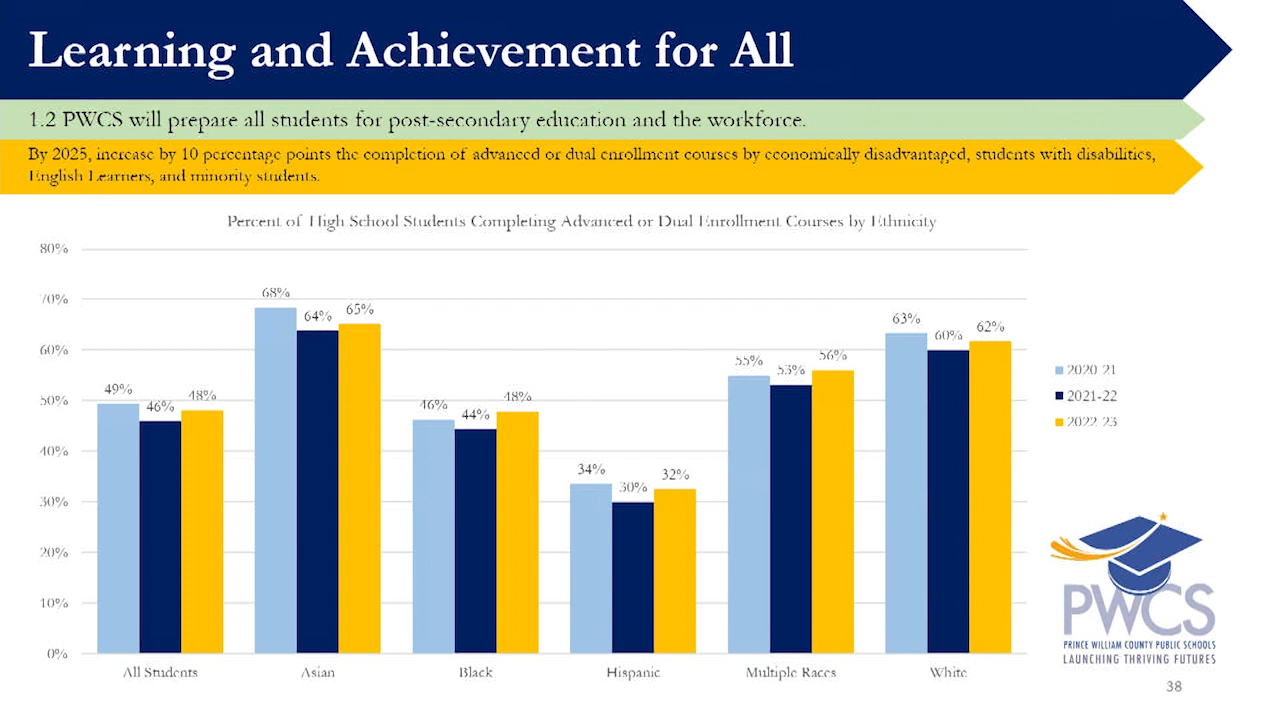 Learning and Achievement for All
1.2 PWCS will prepare all students for post-secondary education and the workforce.
By 2025, increase by 10 percentage points the completion of advanced or dual enrollment courses by economically disadvantaged, students with disabilities,
English Learners, and minority students.
Percent of High School Students Completing Advanced or Dual Enrollment Courses by Ethnicity
80%
70%
60%
50%
40%
30%
20%
10%
0%
49%
46%
48%
68%
64%
65%
46%
44%
48%
34%
30%
32%
55%
53%
56%
63%
60%
62%
All Students
Asian
Black
Hispanic
Multiple Races
White
2020-21
2021-22
2022-23
PWCS
PRINCE WILLIAM COUNTY PUBLIC SCHOOLS
LAUNCHING THRIVING FUTURES
38